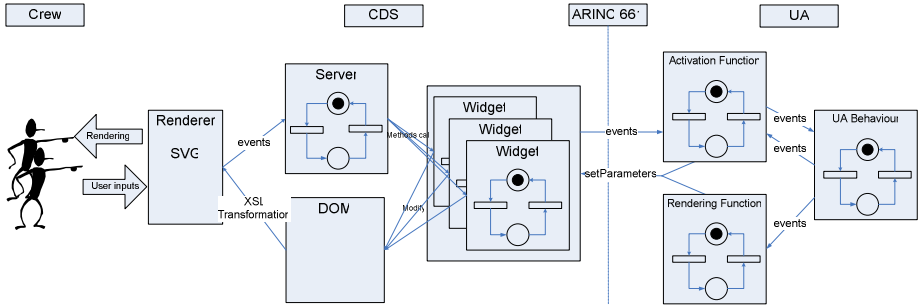 Crew
CDS
ARINC 661
UA
Rendering
User inputs
Renderer
SVG
events
XSL
Transformation
Server
DOM
Methods call
Modify
Widget
Widget
Widget
events
setParameters
Activation Function
Rendering Function
events
events
events
UA Behaviour